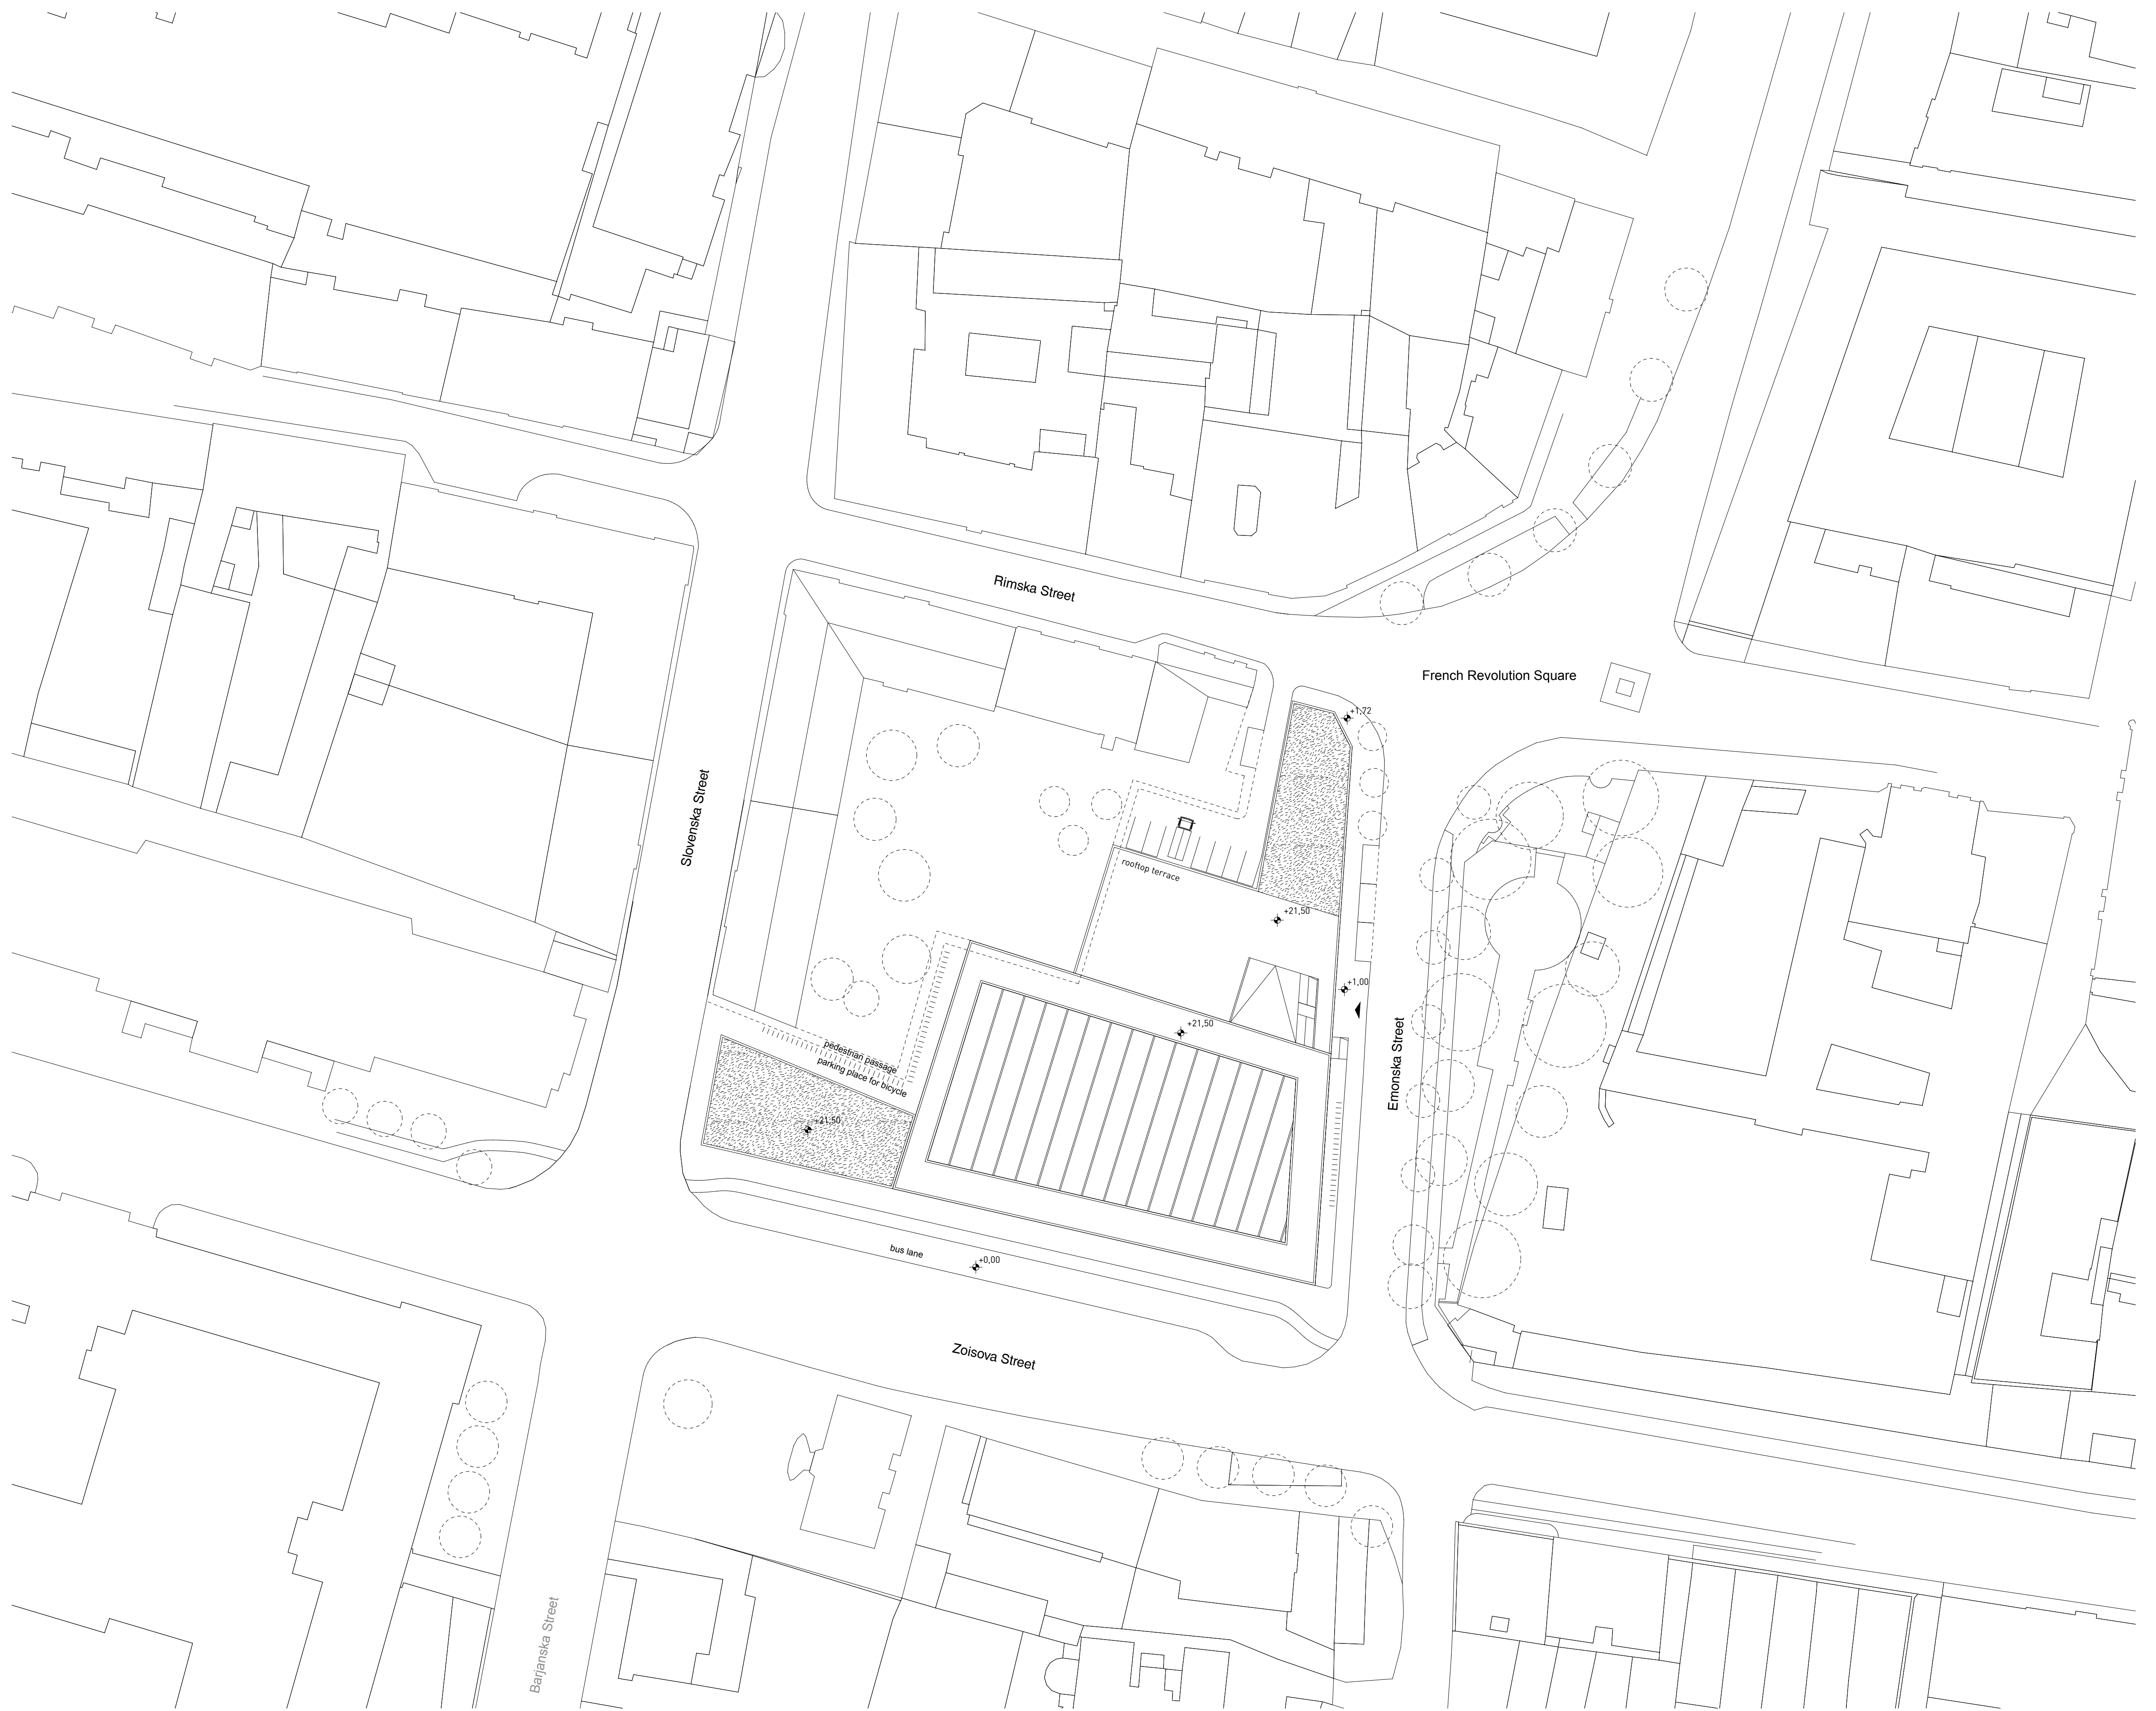 Rimska Street
French Revolution Square
+1,72
Slovenska Street
rooftop terrace
+21,50
+1,00
+21,50
Emonska Street
pedestrian passage
parking place for bicycle
+21,50
bus lane
+0,00
Zoisova Street
Barjanska Street